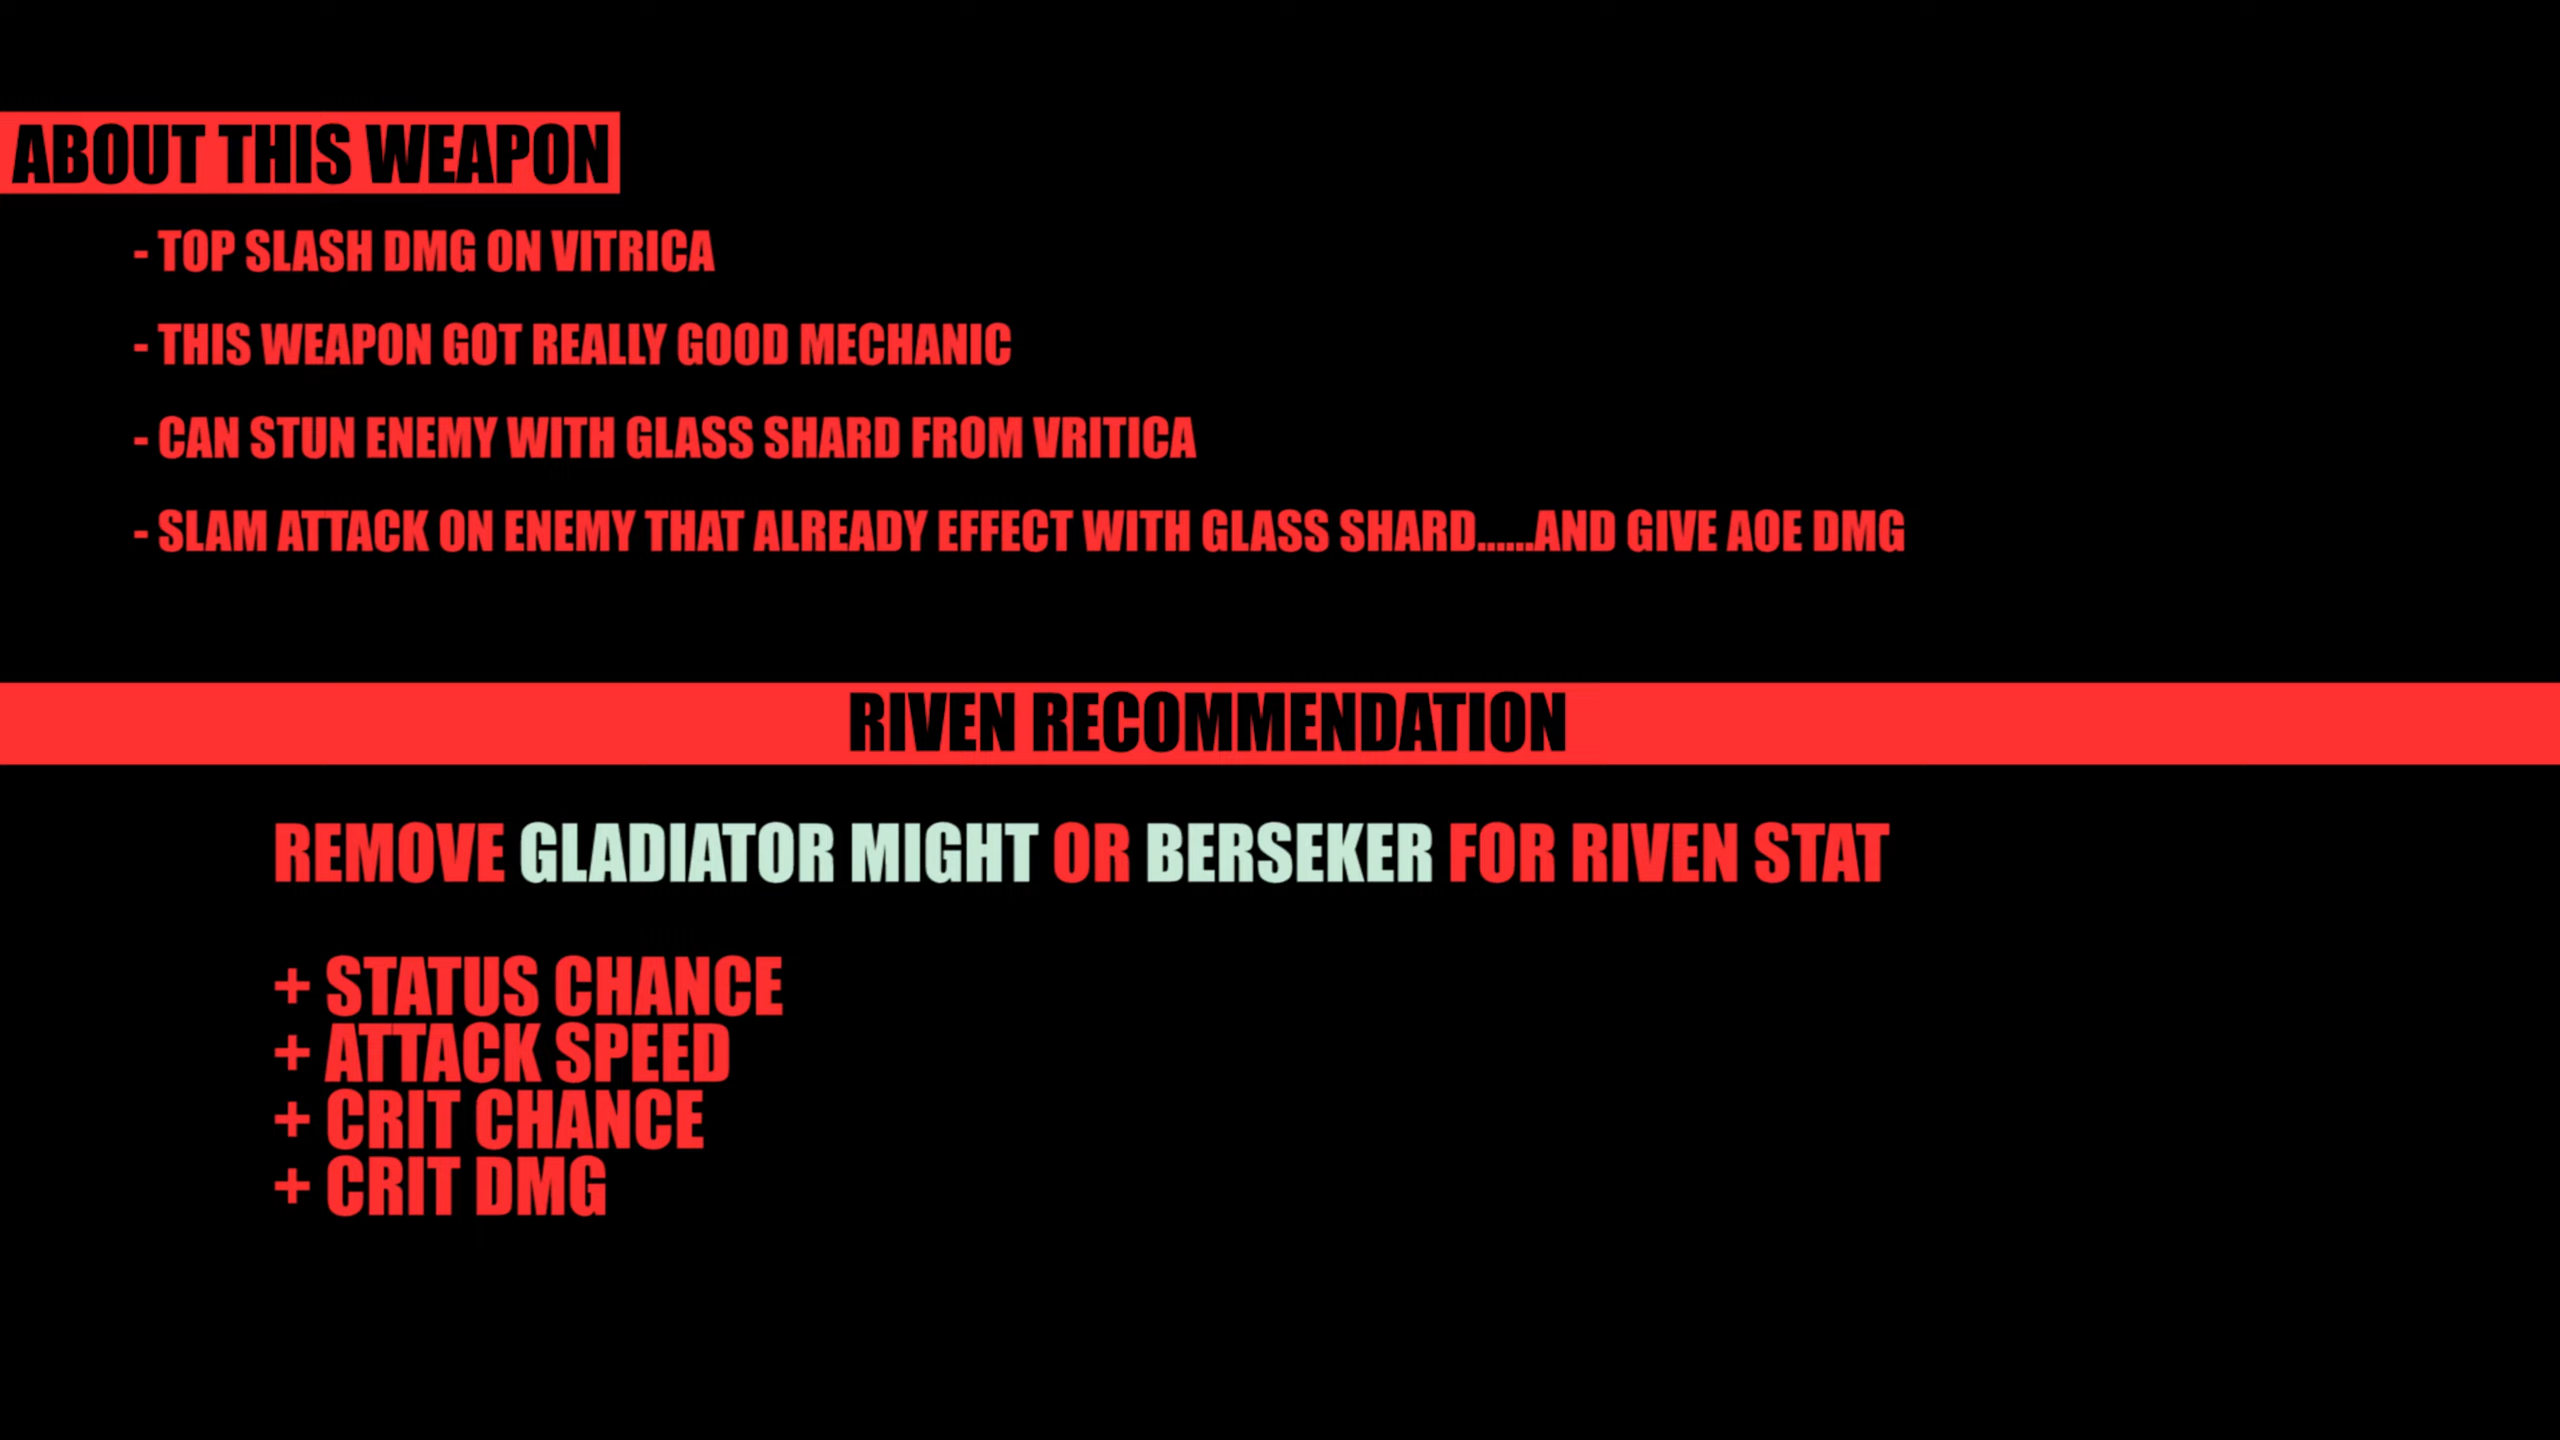 ABOUT THIS WEAPON
- TOP SLASH DMG ON VITRICA
- THIS WEAPON GOT REALLY GOOD MECHANIC
- CAN STUN ENEMY WITH GLASS SHARD FROM VRITICA
- SLAM ATTACK ON ENEMY THAT ALREADY EFFECT WITH GLASS SHARD......AND GIVE AOE DMG
RIVEN RECOMMENDATION
REMOVE GLADIATOR MIGHT OR BERSEKER FOR RIVEN STAT
+ STATUS CHANCE
+ ATTACK SPEED
+ CRIT CHANCE
+ CRIT DMG